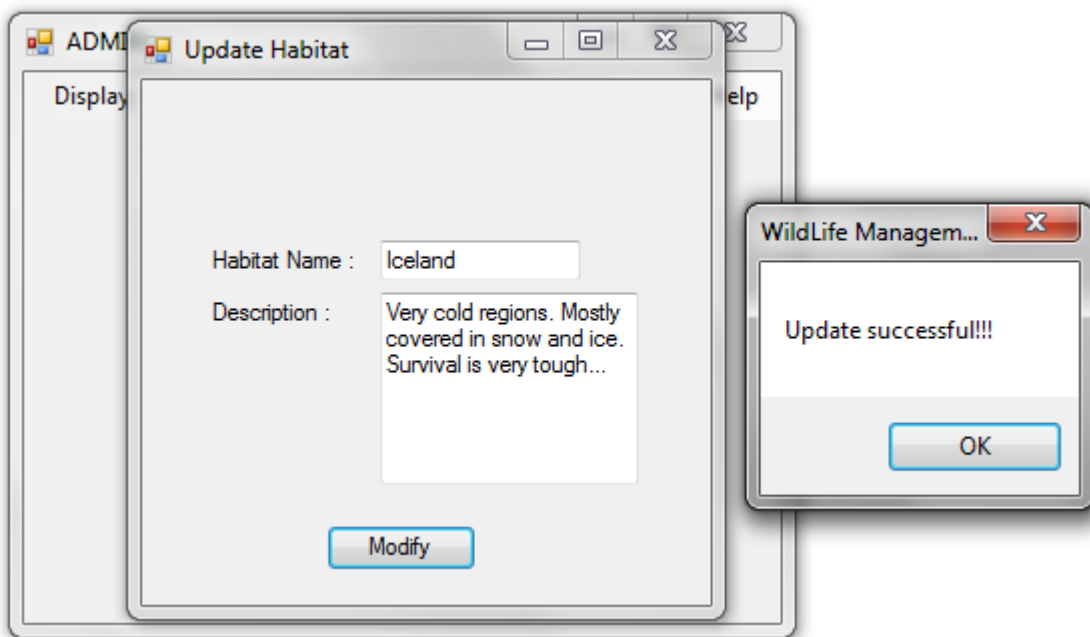 ADMI
Update Habitat
Display
elp
Habitat Name :
Iceland
Description :
Very cold regions. Mostly
covered in snow and ice.
Survival is very tough...
Modify
WildLife Managem...
Update successful!!!
OK